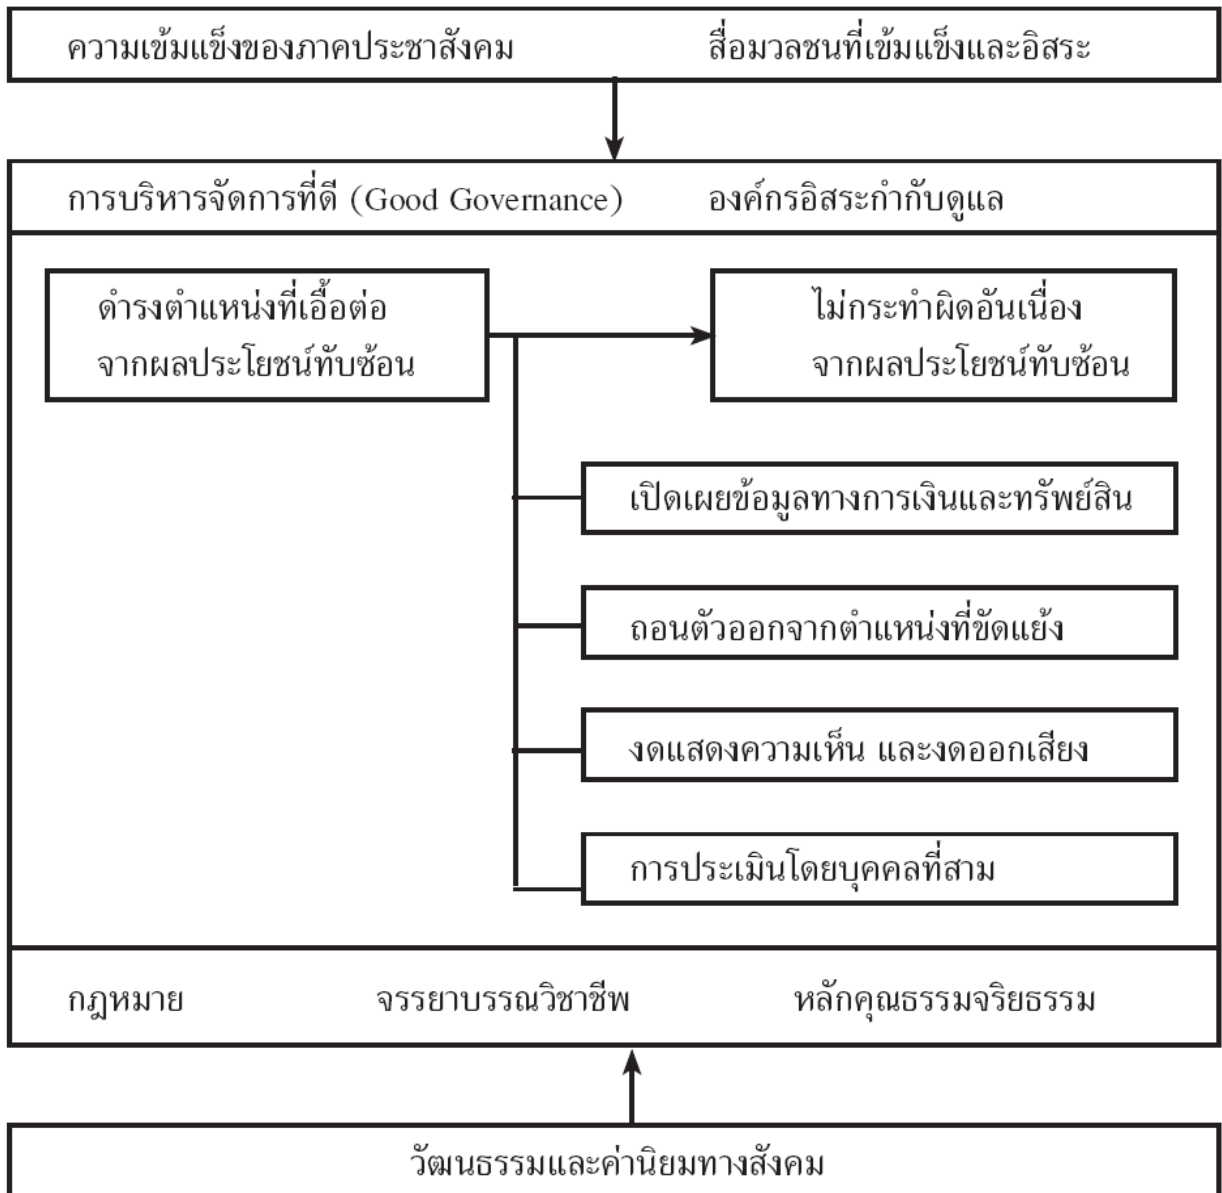 ความเข้มแข็งของภาคประชาสังคม สื่อมวลชนที่เข้มแข็งและอิสระ
การบริหารจัดการที่ดี (Good Governance) องค์กรอิสระกำกับดูแล
ดำรงตำแหน่งที่เอื้อต่อ
จากผลประโยชน์ทับซ้อน
ไม่กระทำผิดอันเนื่อง
จากผลประโยชน์ทับซ้อน
เปิดเผยข้อมูลทางการเงินและทรัพย์สิน
ถอนตัวออกจากตำแหน่งที่ขัดแย้ง
งดแสดงความเห็น และงดออกเสียง
การประเมินโดยบุคคลที่สาม
กฎหมาย จรรยาบรรณวิชาชีพ หลักคุณธรรมจริยธรรม
วัฒนธรรมและค่านิยมทางสังคม